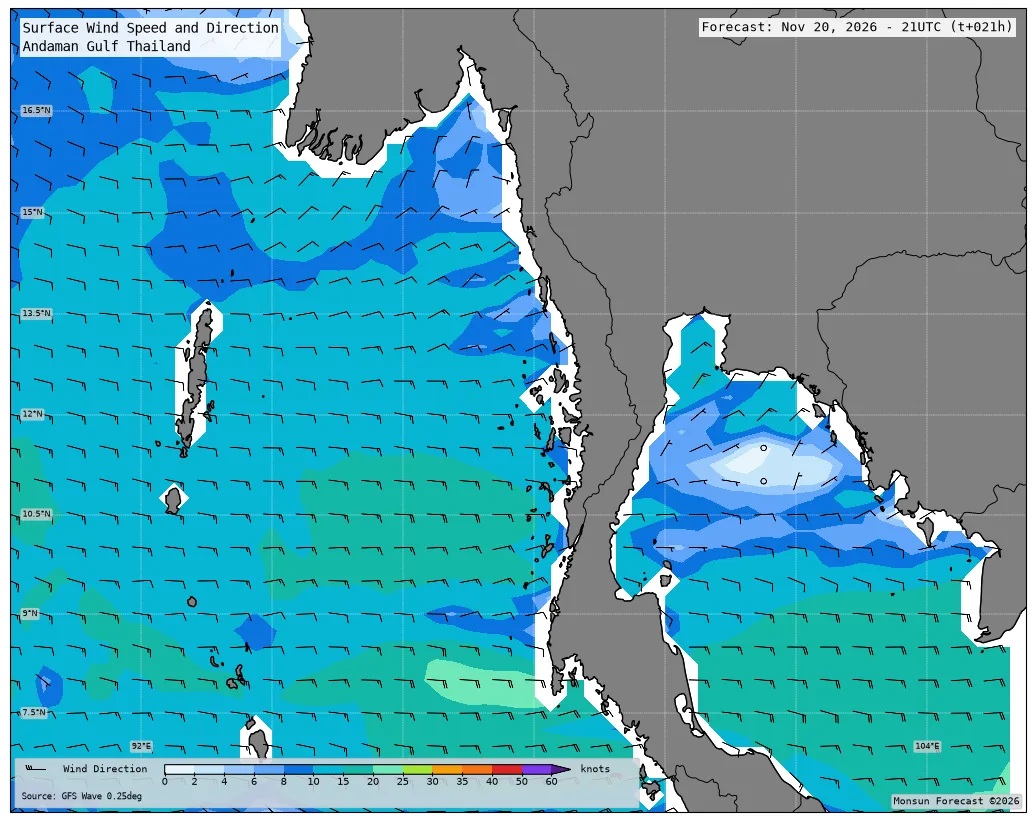 Surface Wind Speed and Direction
Andaman Gulf Thailand
Forecast: Nov 20, 2026 - 21UTC (t+021h)
16.5°N
15°N
13.5°N
12°N
10.5°N
9°N
7.5°N
92°E
104°E
Wind Direction
0 2 4 6 8 10 15 20 25 30 35 40 50 60
knots
Source: GFS Wave 0.25deg
Monsun Forecast ©2026